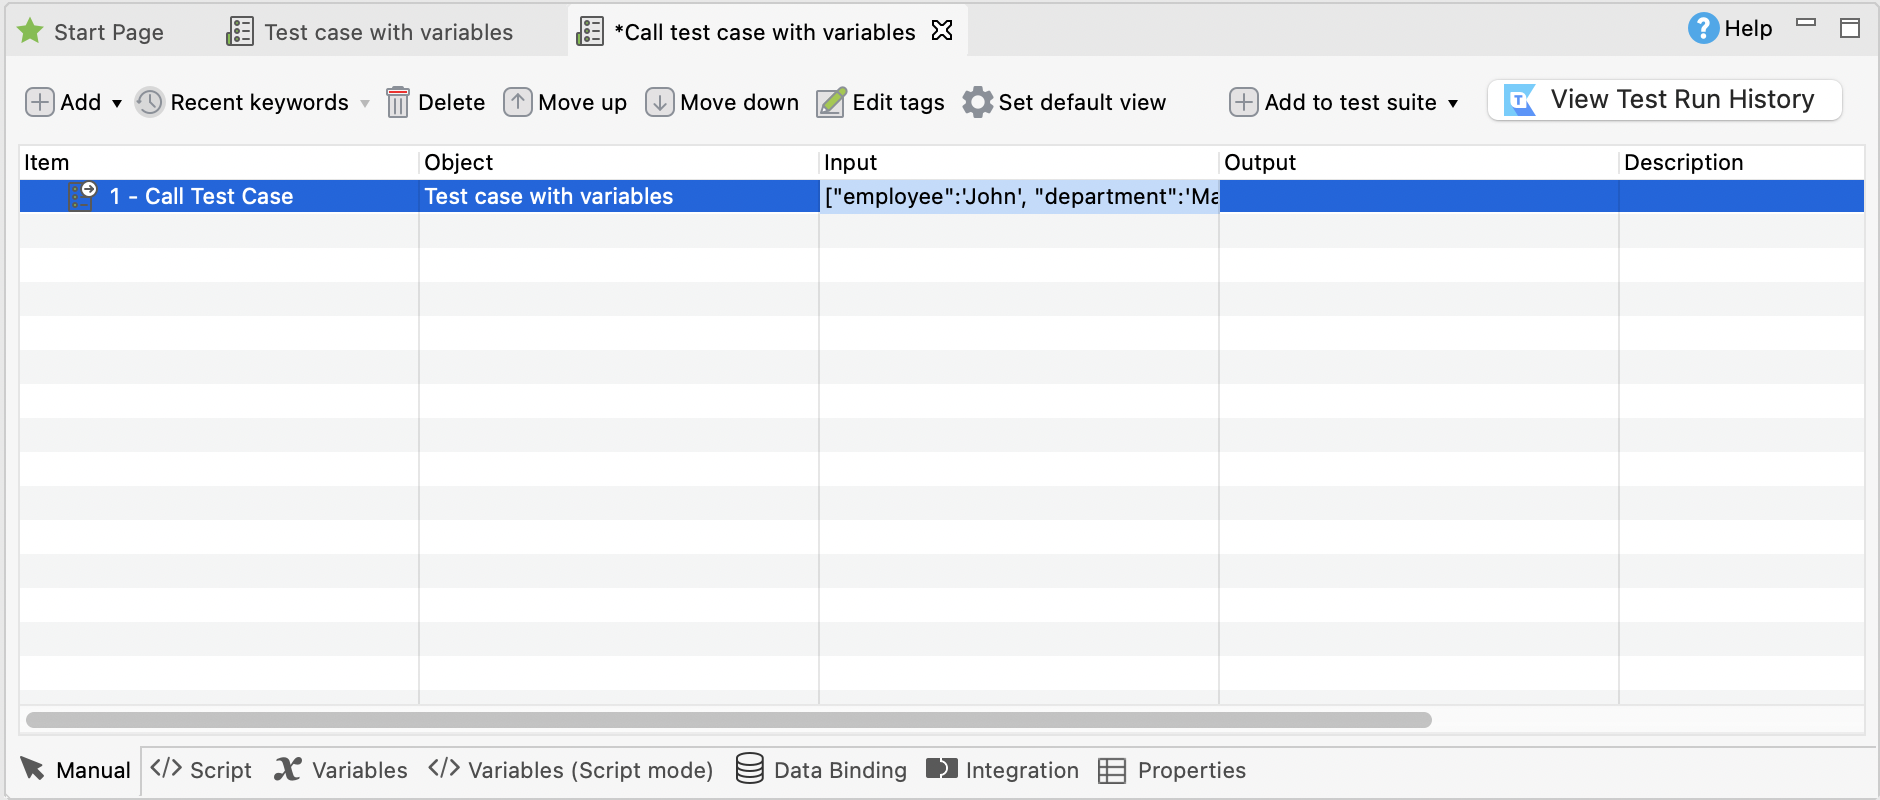 Start Page
Test case with variables
*Call test case with variables
Help
Add
Recent keywords
Delete
Move up
Move down
Edit tags
Set default view
Add to test suite
View Test Run History
Item Object Input Output Description
1 - Call Test Case Test case with variables ["employee":'John', "department":'Ma
Manual
Script
Variables
Variables (Script mode)
Data Binding
Integration
Properties